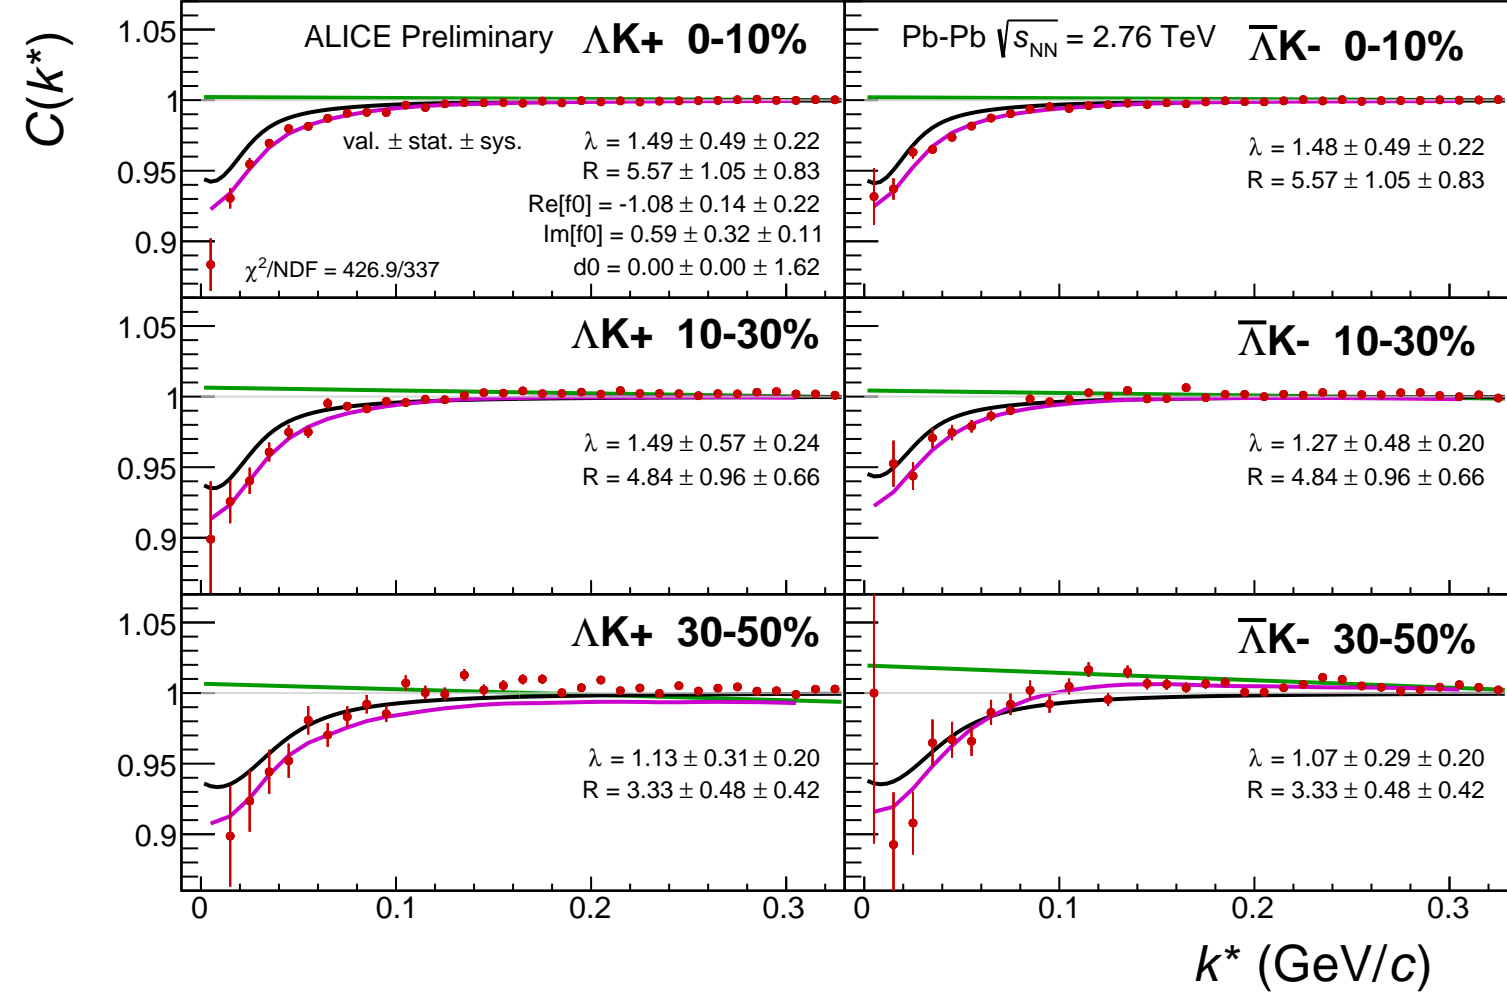 C(k*)
ALICE Preliminary ΛK+ 0-10%
1.05
1
0.95
0.9
val. ± stat. ± sys.
λ = 1.49 ± 0.49 ± 0.22
R = 5.57 ± 1.05 ± 0.83
Re[f0] = -1.08 ± 0.14 ± 0.22
Im[f0] = 0.59 ± 0.32 ± 0.11
d0 = 0.00 ± 0.00 ± 1.62
χ²/NDF = 426.9/337
Pb-Pb √s_NN = 2.76 TeV Λ̅K- 0-10%
λ = 1.48 ± 0.49 ± 0.22
R = 5.57 ± 1.05 ± 0.83
ΛK+ 10-30%
1.05
1
0.95
0.9
λ = 1.49 ± 0.57 ± 0.24
R = 4.84 ± 0.96 ± 0.66
Λ̅K- 10-30%
λ = 1.27 ± 0.48 ± 0.20
R = 4.84 ± 0.96 ± 0.66
ΛK+ 30-50%
1.05
1
0.95
0.9
λ = 1.13 ± 0.31 ± 0.20
R = 3.33 ± 0.48 ± 0.42
Λ̅K- 30-50%
λ = 1.07 ± 0.29 ± 0.20
R = 3.33 ± 0.48 ± 0.42
0 0.1 0.2 0.3 0 0.1 0.2 0.3
k* (GeV/c)